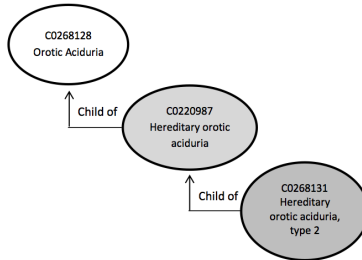 C0268128
Orotic Aciduria
Child of
C0220987
Hereditary orotic
aciduria
Child of
C0268131
Hereditary
orotic aciduria,
type 2